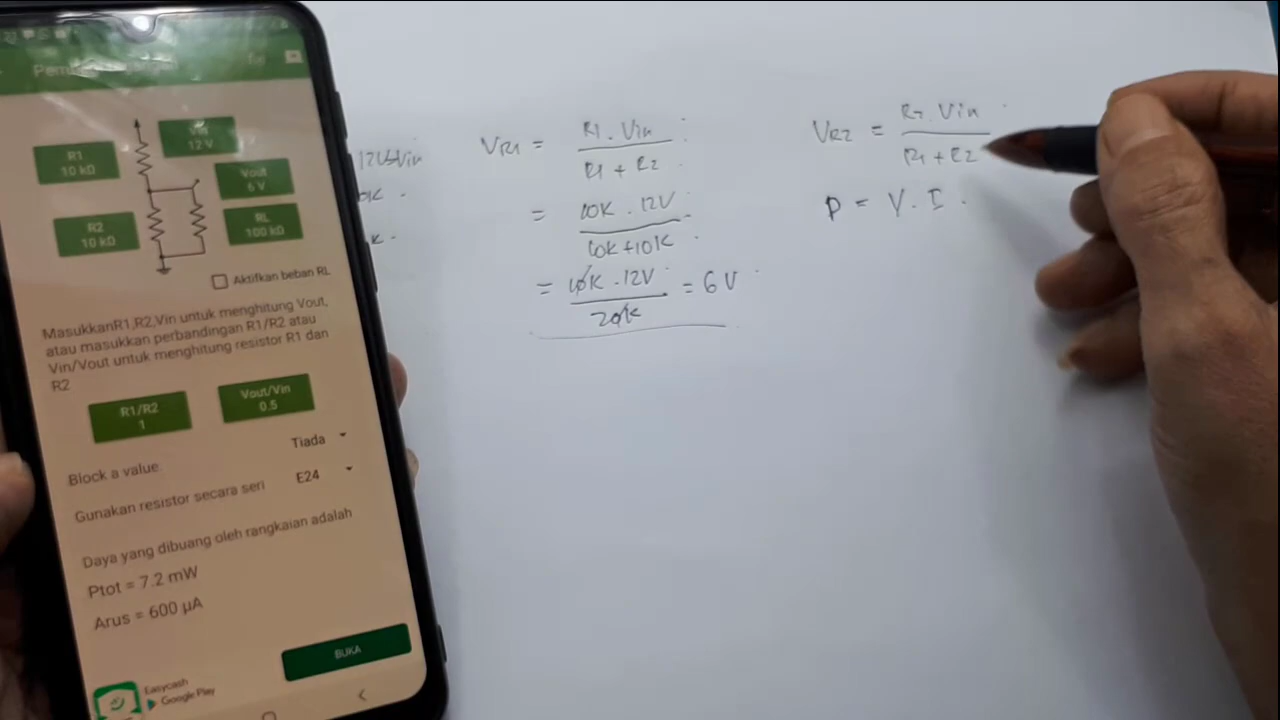 R1
10 kΩ
Vin
12 V
Vout
6 V
R2
10 kΩ
RL
100 kΩ
Aktifkan beban RL
MasukkanR1,R2,Vin untuk menghitung Vout,
atau masukkan perbandingan R1/R2 atau
Vin/Vout untuk menghitung resistor R1 dan
R2
R1/R2
1
Vout/Vin
0.5
Block a value:
Tiada
Gunakan resistor secara seri
E24
Daya yang dibuang oleh rangkaian adalah
Ptot = 7.2 mW
Arus = 600 µA
BUKA
Easycash
Google Play
VR1 = R1 . Vin
R1 + R2
= 10K . 12V
10K+10K
= 10K . 12V = 6 V
20K
VR2 = R2 . Vin
R1 + R2
P = V . I